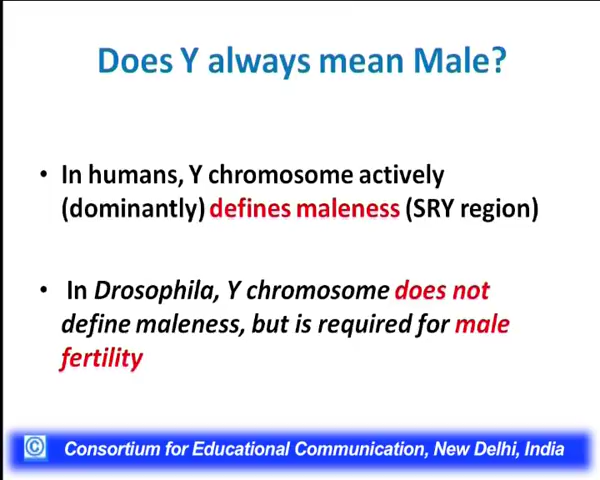 Does Y always mean Male?
• In humans, Y chromosome actively
(dominantly) defines maleness (SRY region)
• In Drosophila, Y chromosome does not
define maleness, but is required for male
fertility
© Consortium for Educational Communication, New Delhi, India